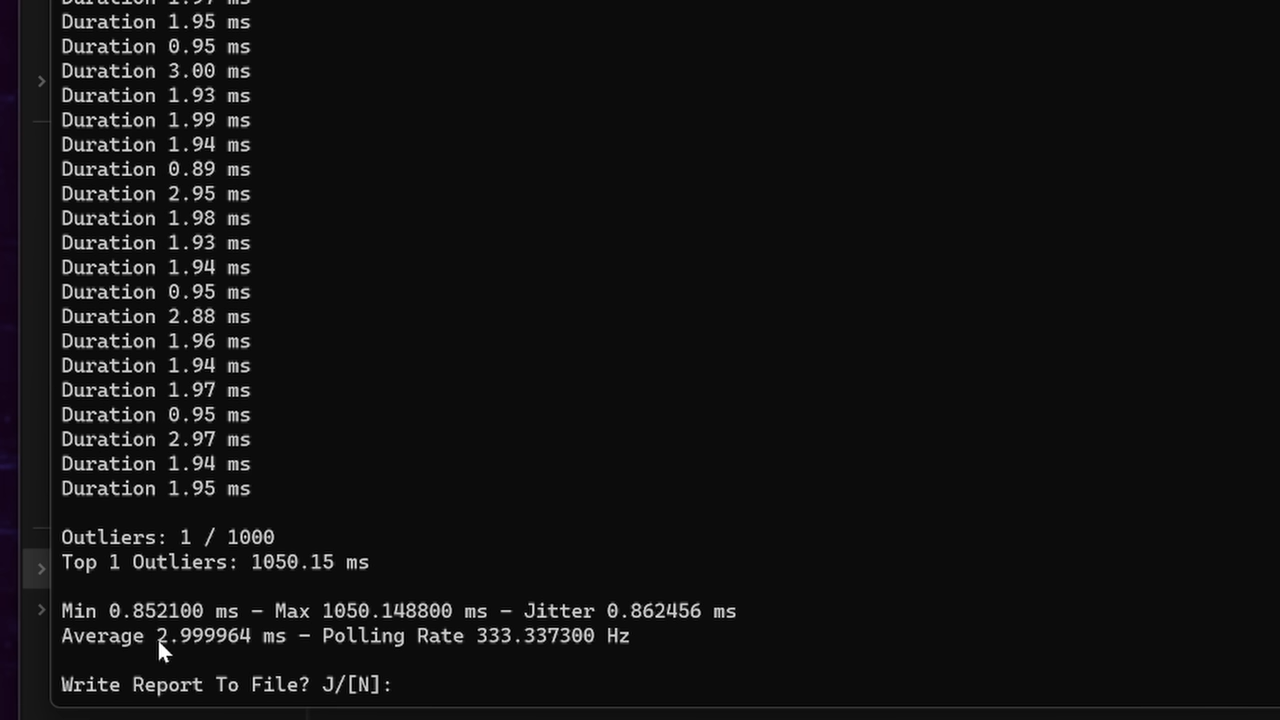 Duration 1.97 ms
Duration 1.95 ms
Duration 0.95 ms
Duration 3.00 ms
Duration 1.93 ms
Duration 1.99 ms
Duration 1.94 ms
Duration 0.89 ms
Duration 2.95 ms
Duration 1.98 ms
Duration 1.93 ms
Duration 1.94 ms
Duration 0.95 ms
Duration 2.88 ms
Duration 1.96 ms
Duration 1.94 ms
Duration 1.97 ms
Duration 0.95 ms
Duration 2.97 ms
Duration 1.94 ms
Duration 1.95 ms
Outliers: 1 / 1000
Top 1 Outliers: 1050.15 ms
Min 0.852100 ms - Max 1050.148800 ms - Jitter 0.862456 ms
Average 2.999964 ms - Polling Rate 333.337300 Hz
Write Report To File? J/[N]: